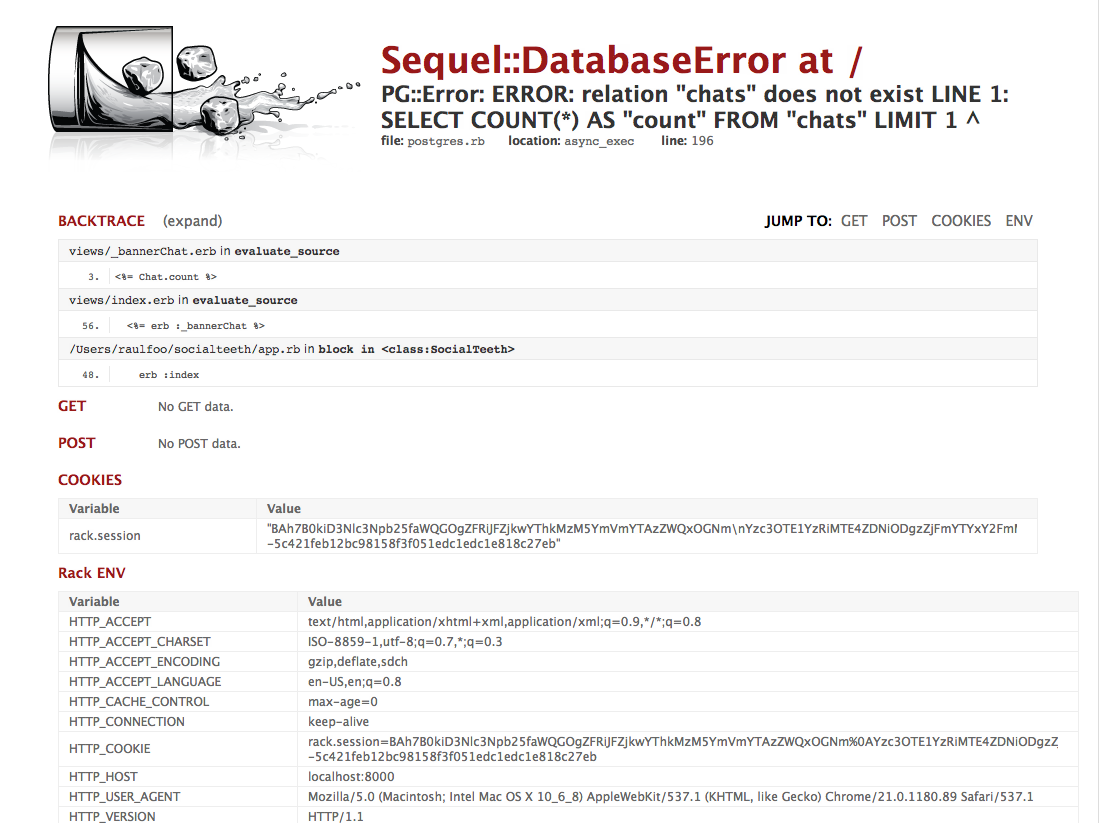 Sequel::DatabaseError at /
PG::Error: ERROR: relation "chats" does not exist LINE 1:
SELECT COUNT(*) AS "count" FROM "chats" LIMIT 1 ^
file: postgres.rb location: async_exec line: 196
BACKTRACE (expand) JUMP TO: GET POST COOKIES ENV
views/_bannerChat.erb in evaluate_source
3. <%= Chat.count %>
views/index.erb in evaluate_source
56. <%= erb :_bannerChat %>
/Users/raulfoo/socialteeth/app.rb in block in <class:SocialTeeth>
48. erb :index
GET No GET data.
POST No POST data.
COOKIES
Variable Value
rack.session "BAh7B0kiD3Nlc3Npb25faWQGOgZFRiJFZjkwYThkMzM5YmVmYTAzZWQxOGNm\nYzc3OTE1YzRiMTE4ZDNiODgzZjFmYTYxY2Fmf
-5c421feb12bc98158f3f051edc1edc1e818c27eb"
Rack ENV
Variable Value
HTTP_ACCEPT text/html,application/xhtml+xml,application/xml;q=0.9,*/*;q=0.8
HTTP_ACCEPT_CHARSET ISO-8859-1,utf-8;q=0.7,*;q=0.3
HTTP_ACCEPT_ENCODING gzip,deflate,sdch
HTTP_ACCEPT_LANGUAGE en-US,en;q=0.8
HTTP_CACHE_CONTROL max-age=0
HTTP_CONNECTION keep-alive
HTTP_COOKIE rack.session=BAh7B0kiD3Nlc3Npb25faWQGOgZFRiJFZjkwYThkMzM5YmVmYTAzZWQxOGNm%0AYzc3OTE1YzRiMTE4ZDNiODgzZ
-5c421feb12bc98158f3f051edc1edc1e818c27eb
HTTP_HOST localhost:8000
HTTP_USER_AGENT Mozilla/5.0 (Macintosh; Intel Mac OS X 10_6_8) AppleWebKit/537.1 (KHTML, like Gecko) Chrome/21.0.1180.89 Safari/537.1
HTTP_VERSION HTTP/1.1